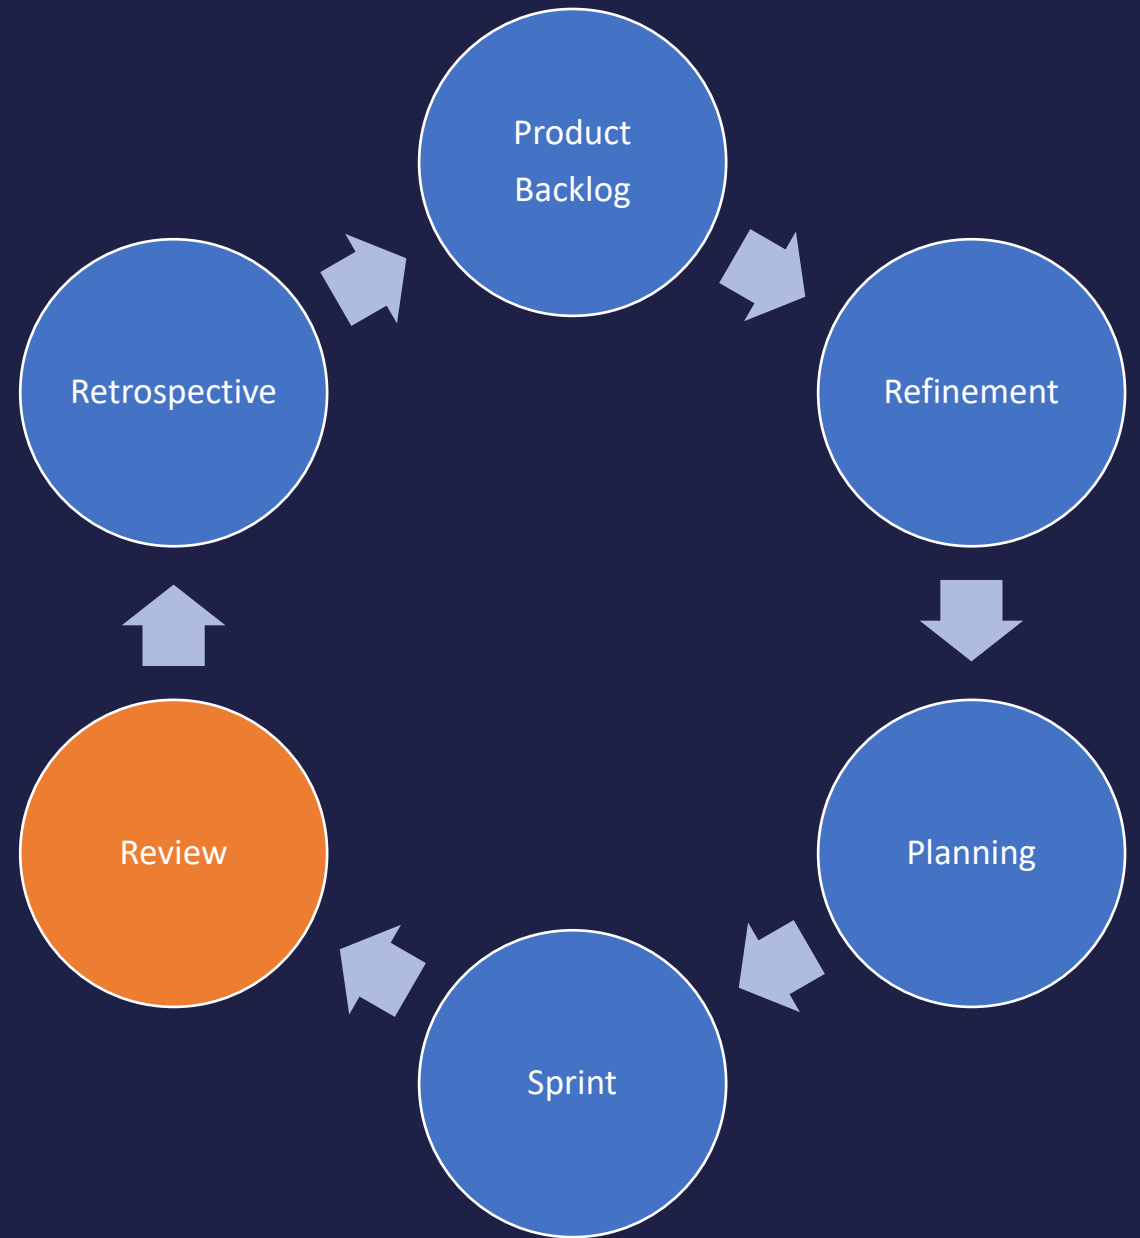 Product
Backlog
Refinement
Planning
Sprint
Review
Retrospective